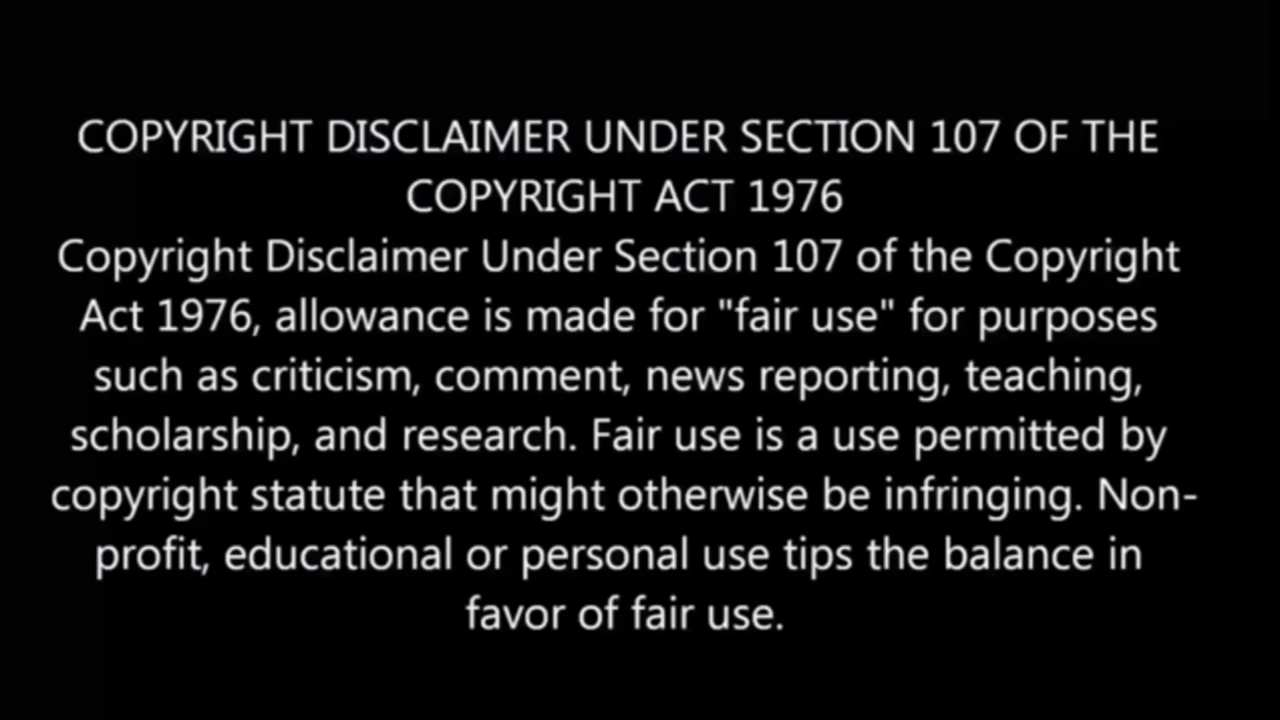 COPYRIGHT DISCLAIMER UNDER SECTION 107 OF THE
COPYRIGHT ACT 1976
Copyright Disclaimer Under Section 107 of the Copyright
Act 1976, allowance is made for "fair use" for purposes
such as criticism, comment, news reporting, teaching,
scholarship, and research. Fair use is a use permitted by
copyright statute that might otherwise be infringing. Non-
profit, educational or personal use tips the balance in
favor of fair use.